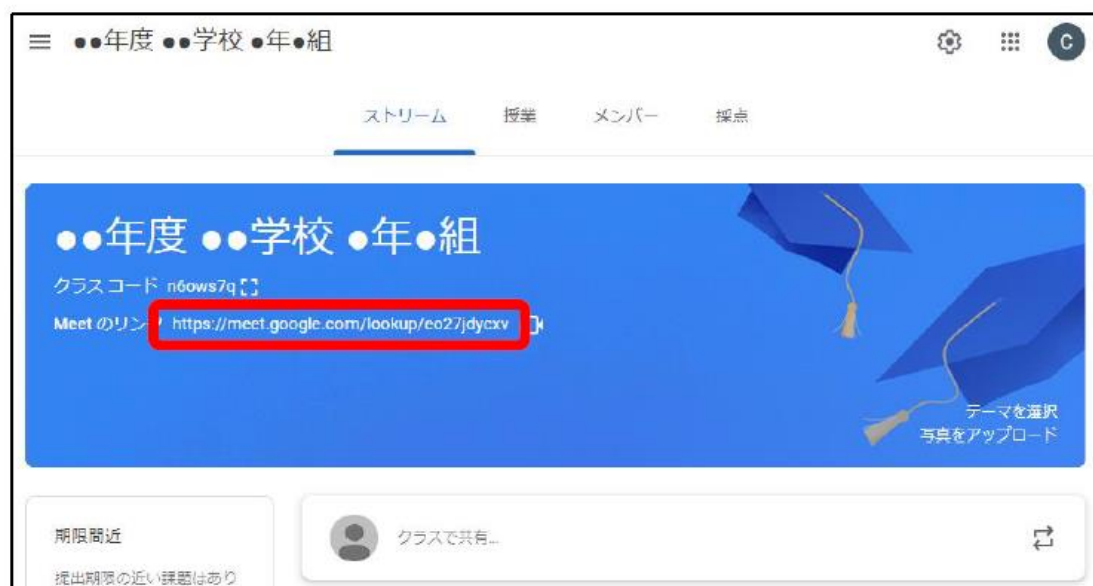 ●●年度 ●●学校 ●年●組
C
ストリーム 授業 メンバー 採点
●●年度 ●●学校 ●年●組
クラス コード n6ows7q
Meet のリンク https://meet.google.com/lookup/eo27jdycxv
テーマを選択
写真をアップロード
期限間近
クラスで共有...
提出期限の近い課題はあり